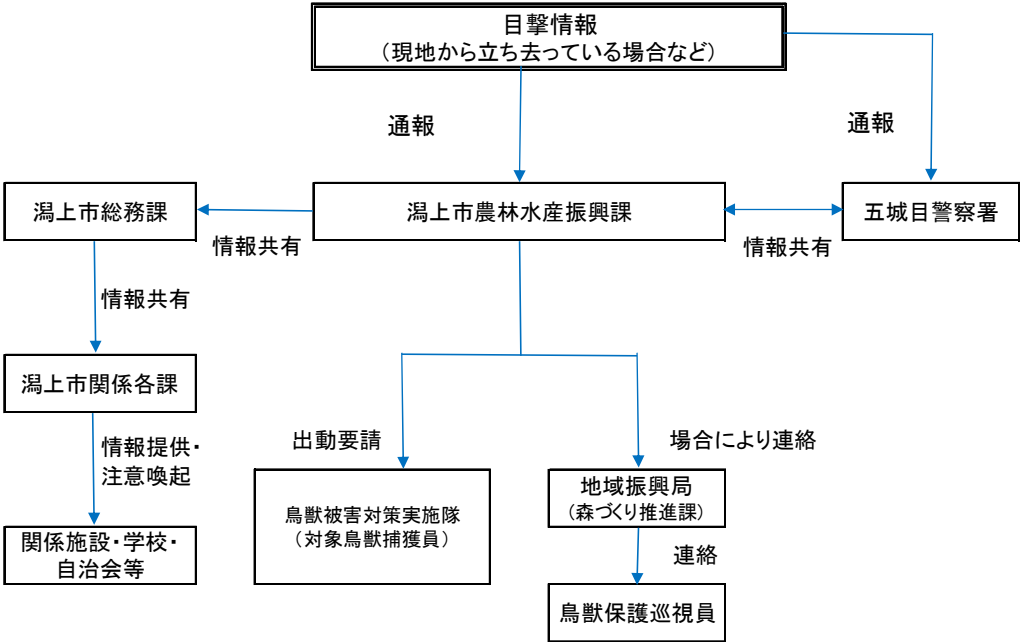 目撃情報
（現地から立ち去っている場合など）
通報
通報
潟上市総務課
潟上市農林水産振興課
五城目警察署
情報共有
情報共有
情報共有
潟上市関係各課
情報提供・
注意喚起
出動要請
場合により連絡
関係施設・学校・
自治会等
鳥獣被害対策実施隊
（対象鳥獣捕獲員）
地域振興局
（森づくり推進課）
連絡
鳥獣保護巡視員